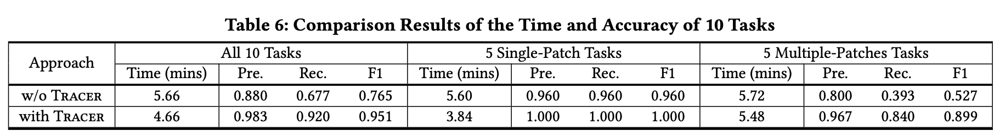 Table 6: Comparison Results of the Time and Accuracy of 10 Tasks
Approach All 10 Tasks 5 Single-Patch Tasks 5 Multiple-Patches Tasks
Time (mins) Pre. Rec. F1 Time (mins) Pre. Rec. F1 Time (mins) Pre. Rec. F1
w/o TRACER 5.66 0.880 0.677 0.765 5.60 0.960 0.960 0.960 5.72 0.800 0.393 0.527
with TRACER 4.66 0.983 0.920 0.951 3.84 1.000 1.000 1.000 5.48 0.967 0.840 0.899